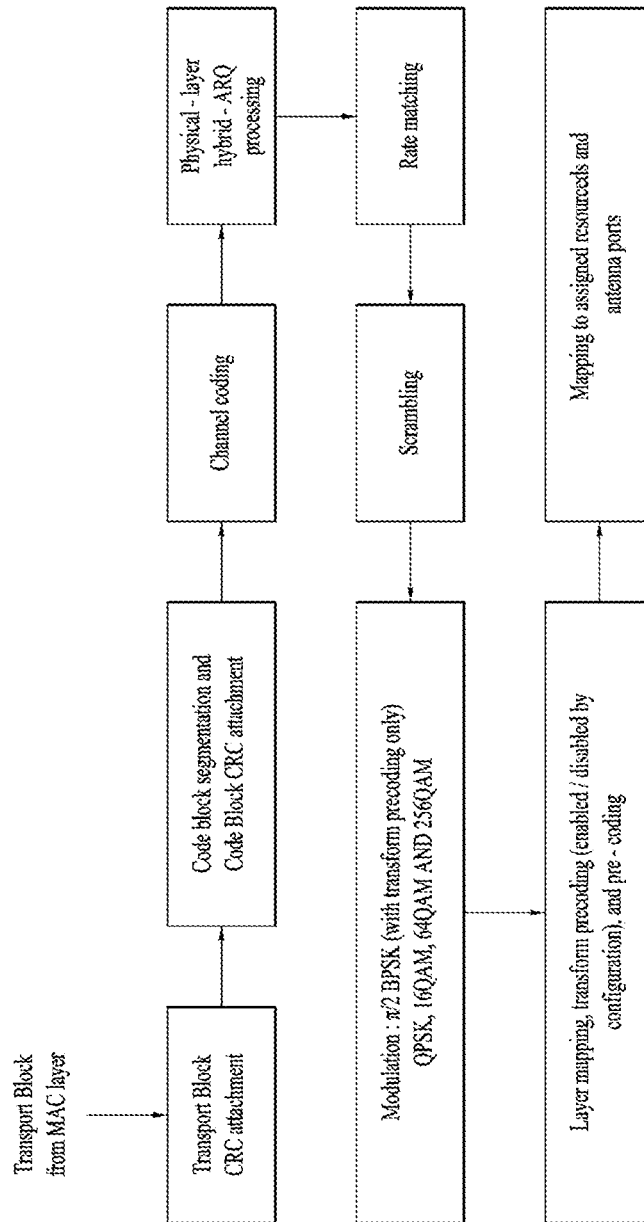 Transport Block
from MAC layer
Transport Block
CRC attachment
Code block segmentation and
Code Block CRC attachment
Channel coding
Physical - layer
hybrid - ARQ
processing
Rate matching
Scrambling
Modulation : π/2 BPSK (with transform precoding only)
QPSK, 16QAM, 64QAM AND 256QAM
Layer mapping, transform precoding (enabled / disabled by
configuration), and pre - coding
Mapping to assigned resourceds and
antenna ports